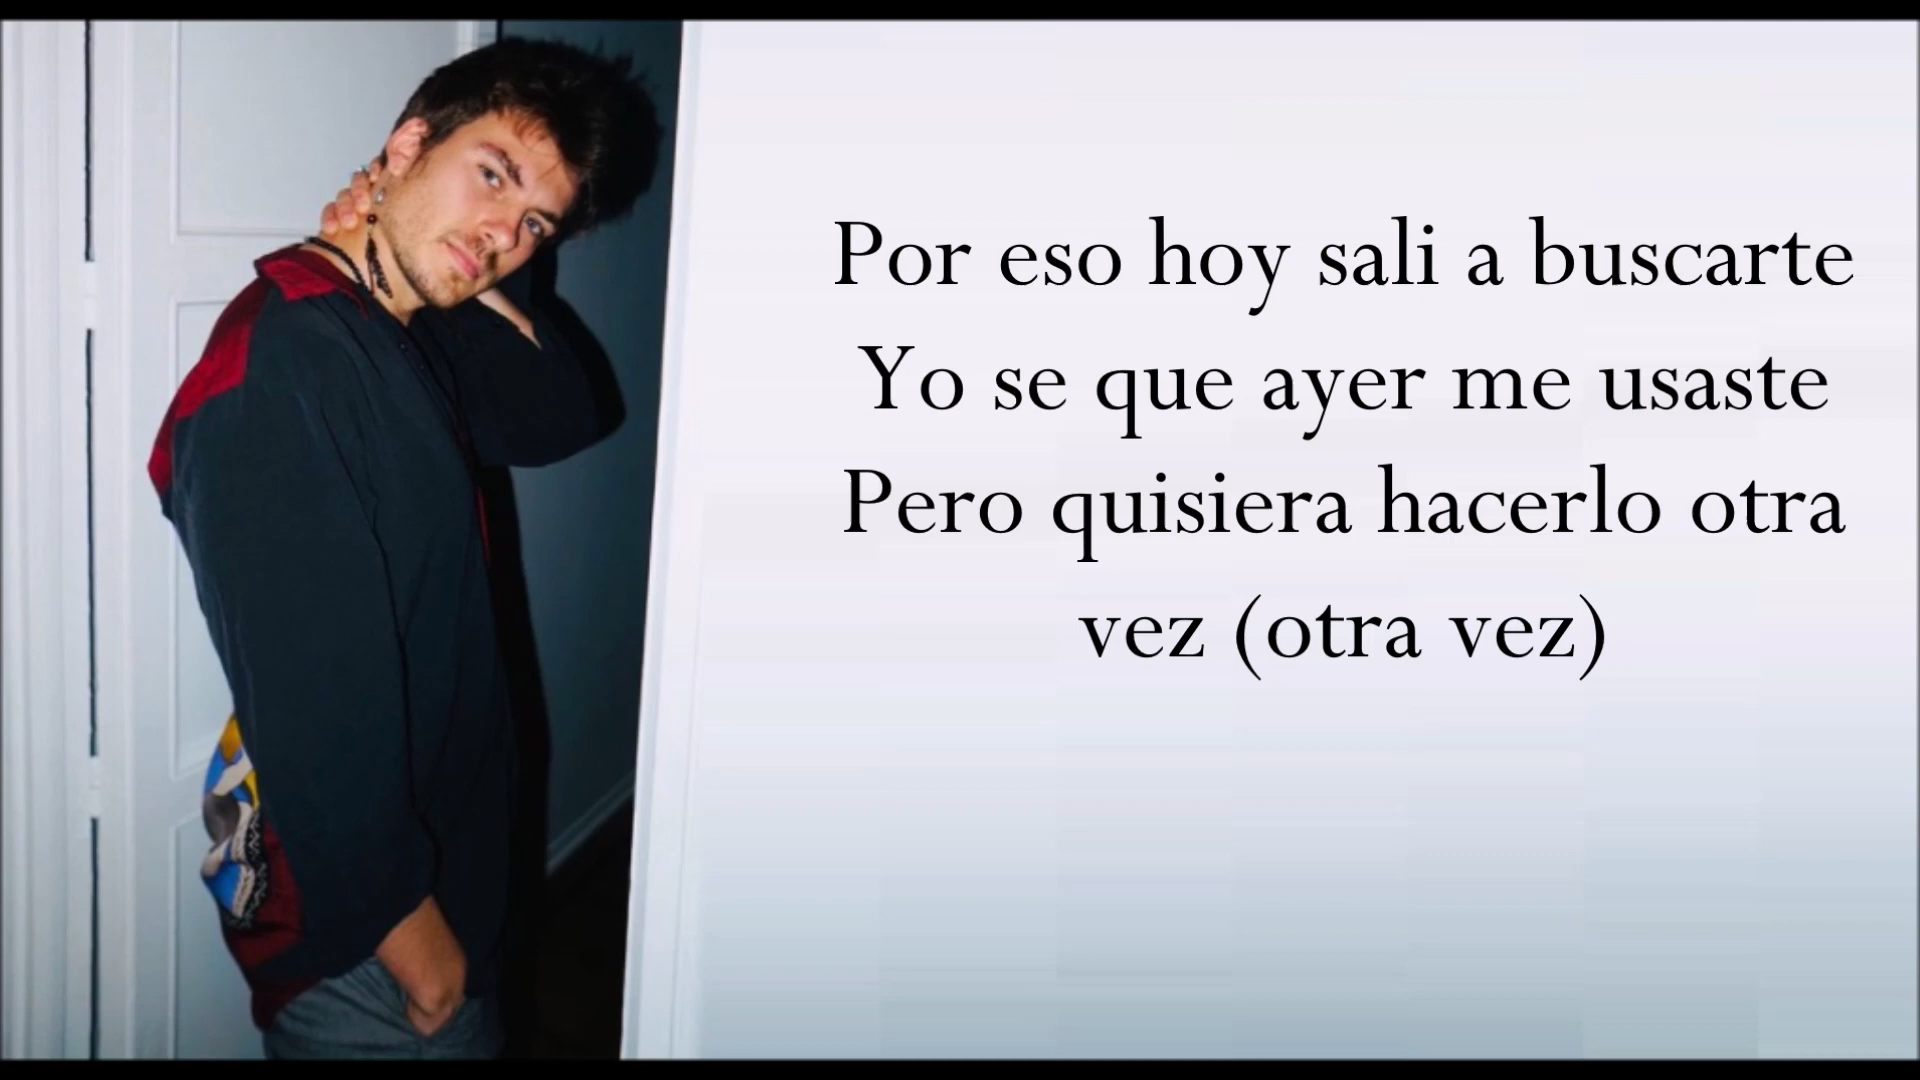 Por eso hoy sali a buscarte
Yo se que ayer me usaste
Pero quisiera hacerlo otra
vez (otra vez)